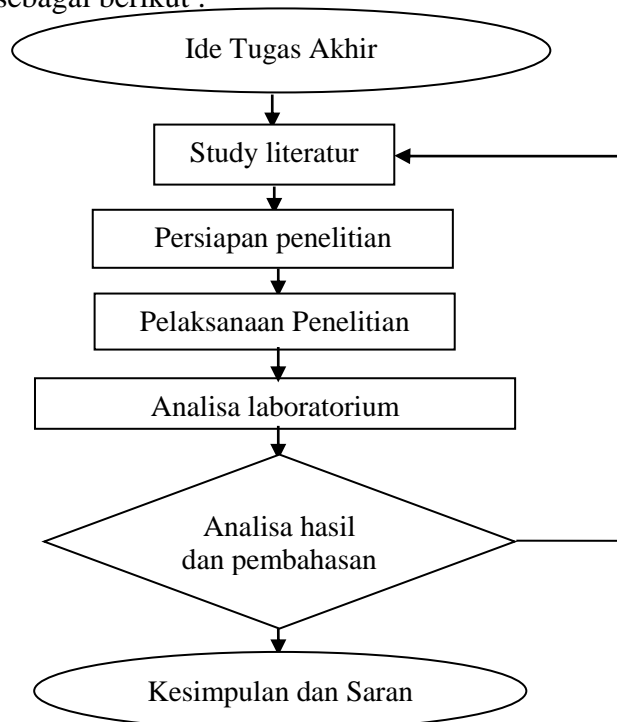 sebagai berikut :
Ide Tugas Akhir
Study literatur
Persiapan penelitian
Pelaksanaan Penelitian
Analisa laboratorium
Analisa hasil
dan pembahasan
Kesimpulan dan Saran